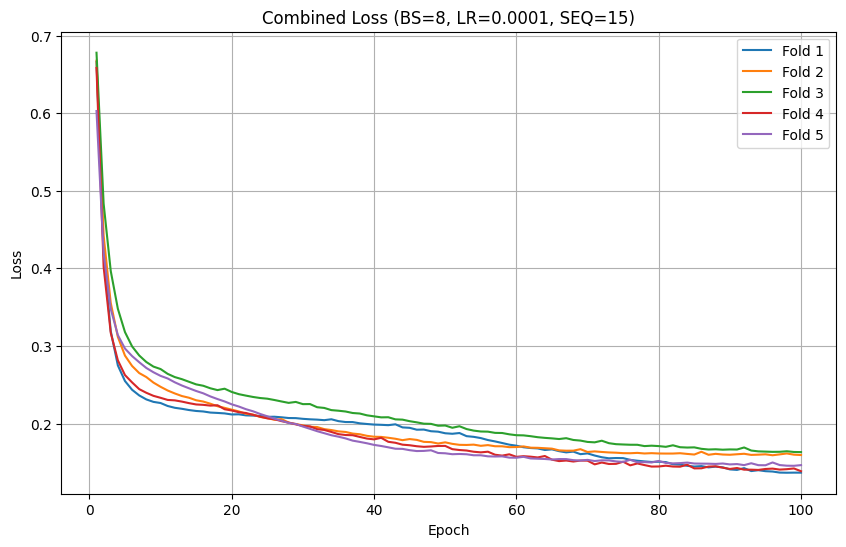 Combined Loss (BS=8, LR=0.0001, SEQ=15)
Fold 1
Fold 2
Fold 3
Fold 4
Fold 5
Loss
0.7
0.6
0.5
0.4
0.3
0.2
0
20
40
60
80
100
Epoch